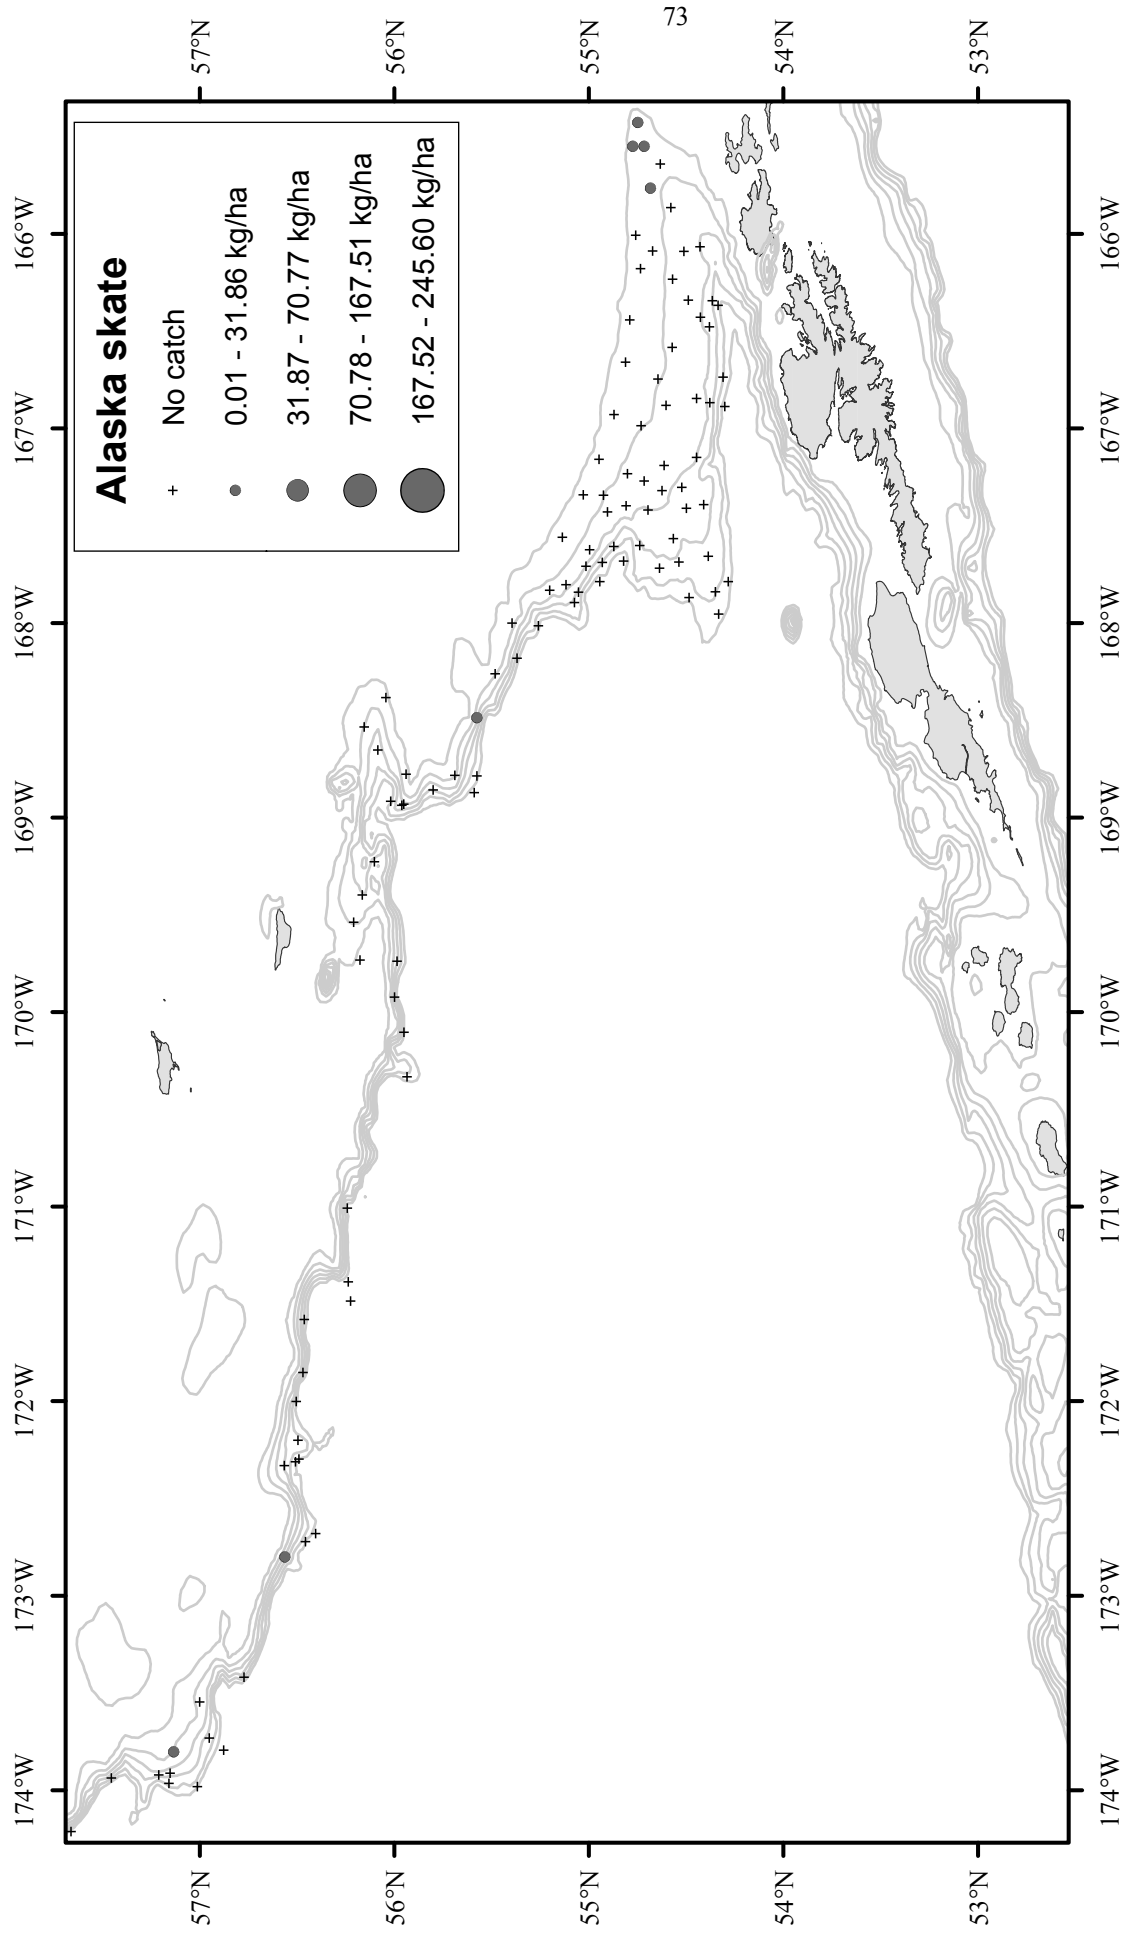 Alaska skate
No catch
0.01 - 31.86 kg/ha
31.87 - 70.77 kg/ha
70.78 - 167.51 kg/ha
167.52 - 245.60 kg/ha
174°W 173°W 172°W 171°W 170°W 169°W 168°W 167°W 166°W
57°N 57°N
56°N 56°N
55°N 55°N
54°N 54°N
53°N 53°N
174°W 173°W 172°W 171°W 170°W 169°W 168°W 167°W 166°W
73